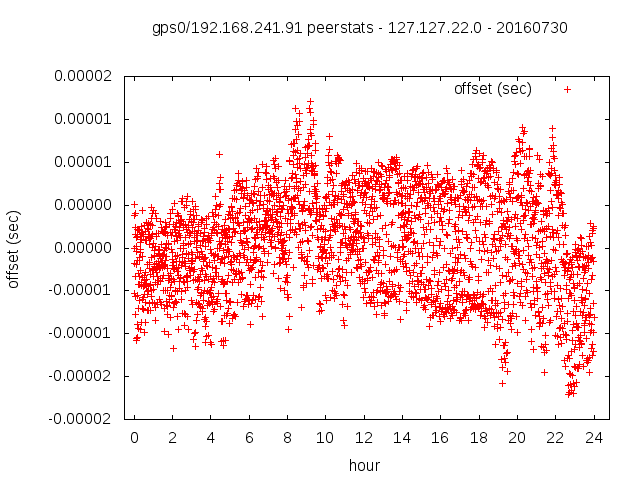 gps0/192.168.241.91 peerstats - 127.127.22.0 - 20160730
offset (sec)
0.00002
0.00001
0.00001
0.00000
0.00000
-0.00001
-0.00001
-0.00002
-0.00002
offset (sec)
0 2 4 6 8 10 12 14 16 18 20 22 24
hour